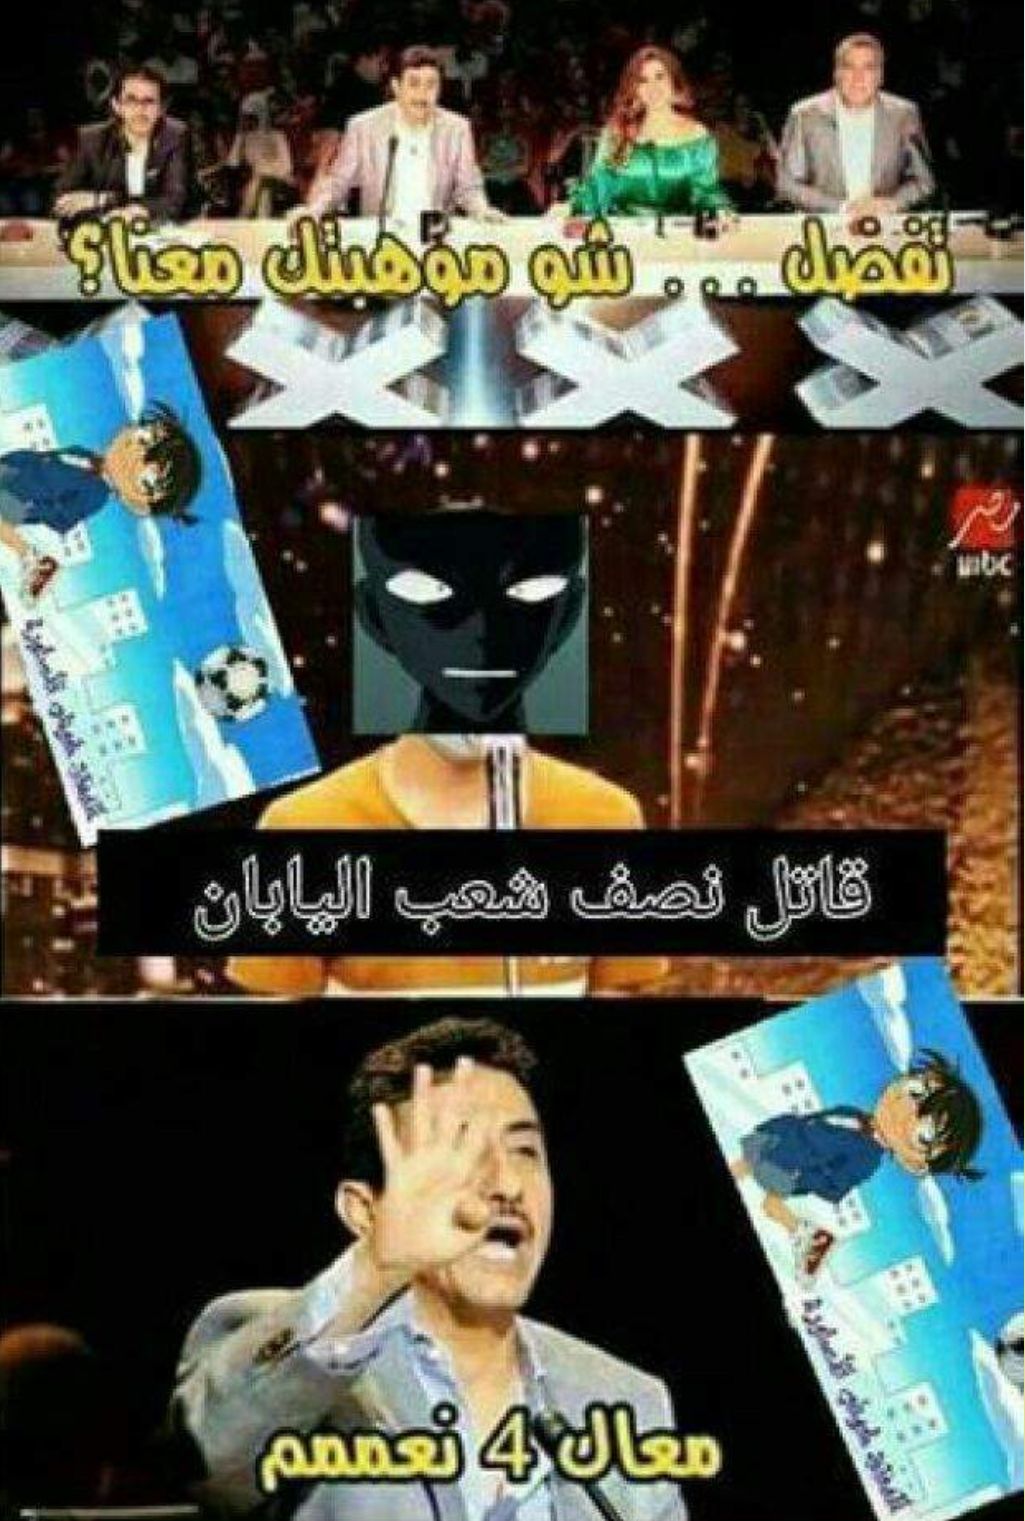 تفضل ... شو موهبتك معنا؟
مصر
mbc
قاتل نصف شعب اليابان
معاك 4 نعممم